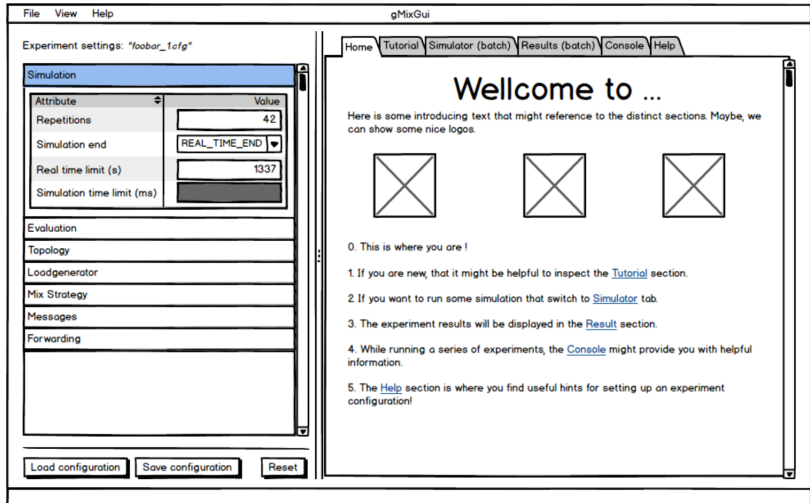 File View Help
gMixGui
Experiment settings: "foobar_1.cfg"
Simulation
Attribute Value
Repetitions 42
Simulation end REAL_TIME_END
Real time limit (s) 1337
Simulation time limit (ms)
Evaluation
Topology
Loadgenerator
Mix Strategy
Messages
Forwarding
Load configuration Save configuration Reset
Home Tutorial Simulator (batch) Results (batch) Console Help
Wellcome to ...
Here is some introducing text that might reference to the distinct sections. Maybe, we
can show some nice logos.
0. This is where you are !
1. If you are new, that it might be helpful to inspect the Tutorial section.
2 If you want to run some simulation that switch to Simulator tab.
3. The experiment results will be displayed in the Result section.
4. While running a series of experiments, the Console might provide you with helpful
information.
5. The Help section is where you find useful hints for setting up an experiment
configuration!